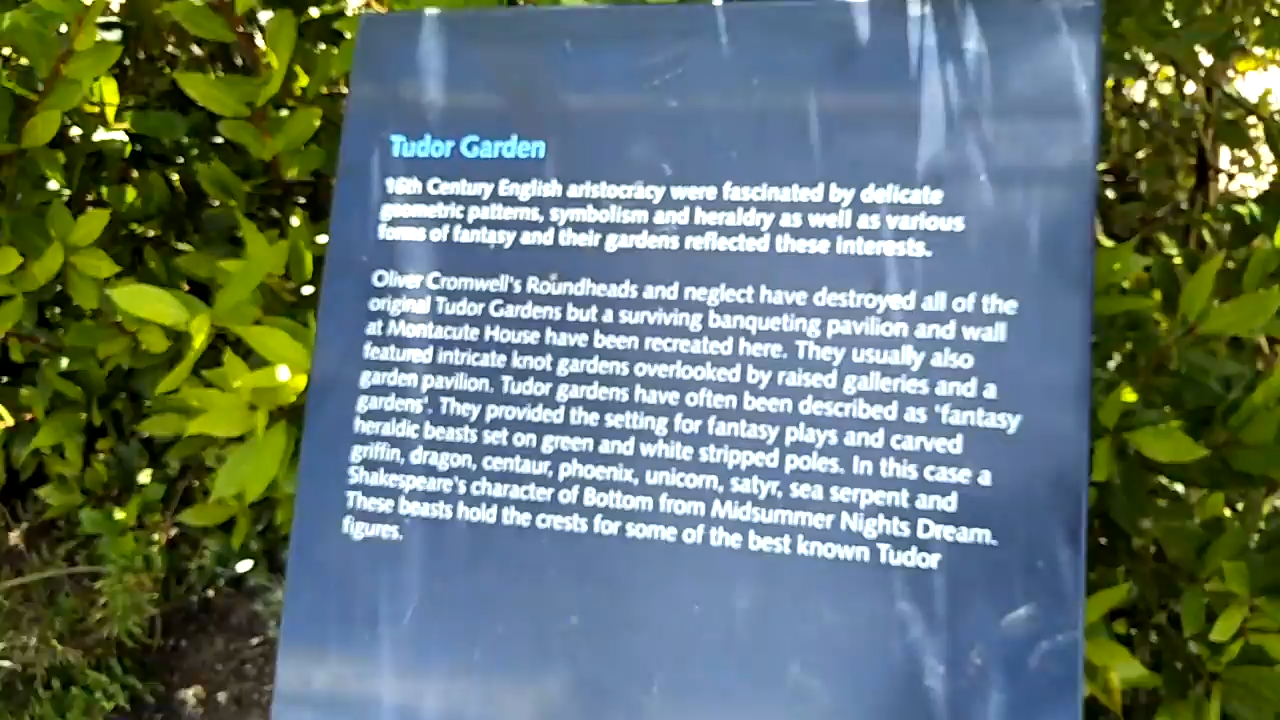 Tudor Garden
16th Century English aristocracy were fascinated by delicate
geometric patterns, symbolism and heraldry as well as various
forms of fantasy and their gardens reflected these interests.
Oliver Cromwell's Roundheads and neglect have destroyed all of the
original Tudor Gardens but a surviving banqueting pavilion and wall
at Montacute House have been recreated here. They usually also
featured intricate knot gardens overlooked by raised galleries and a
garden pavilion. Tudor gardens have often been described as 'fantasy
gardens'. They provided the setting for fantasy plays and carved
heraldic beasts set on green and white stripped poles. In this case a
griffin, dragon, centaur, phoenix, unicorn, satyr, sea serpent and
Shakespeare's character of Bottom from Midsummer Nights Dream.
These beasts hold the crests for some of the best known Tudor
figures.